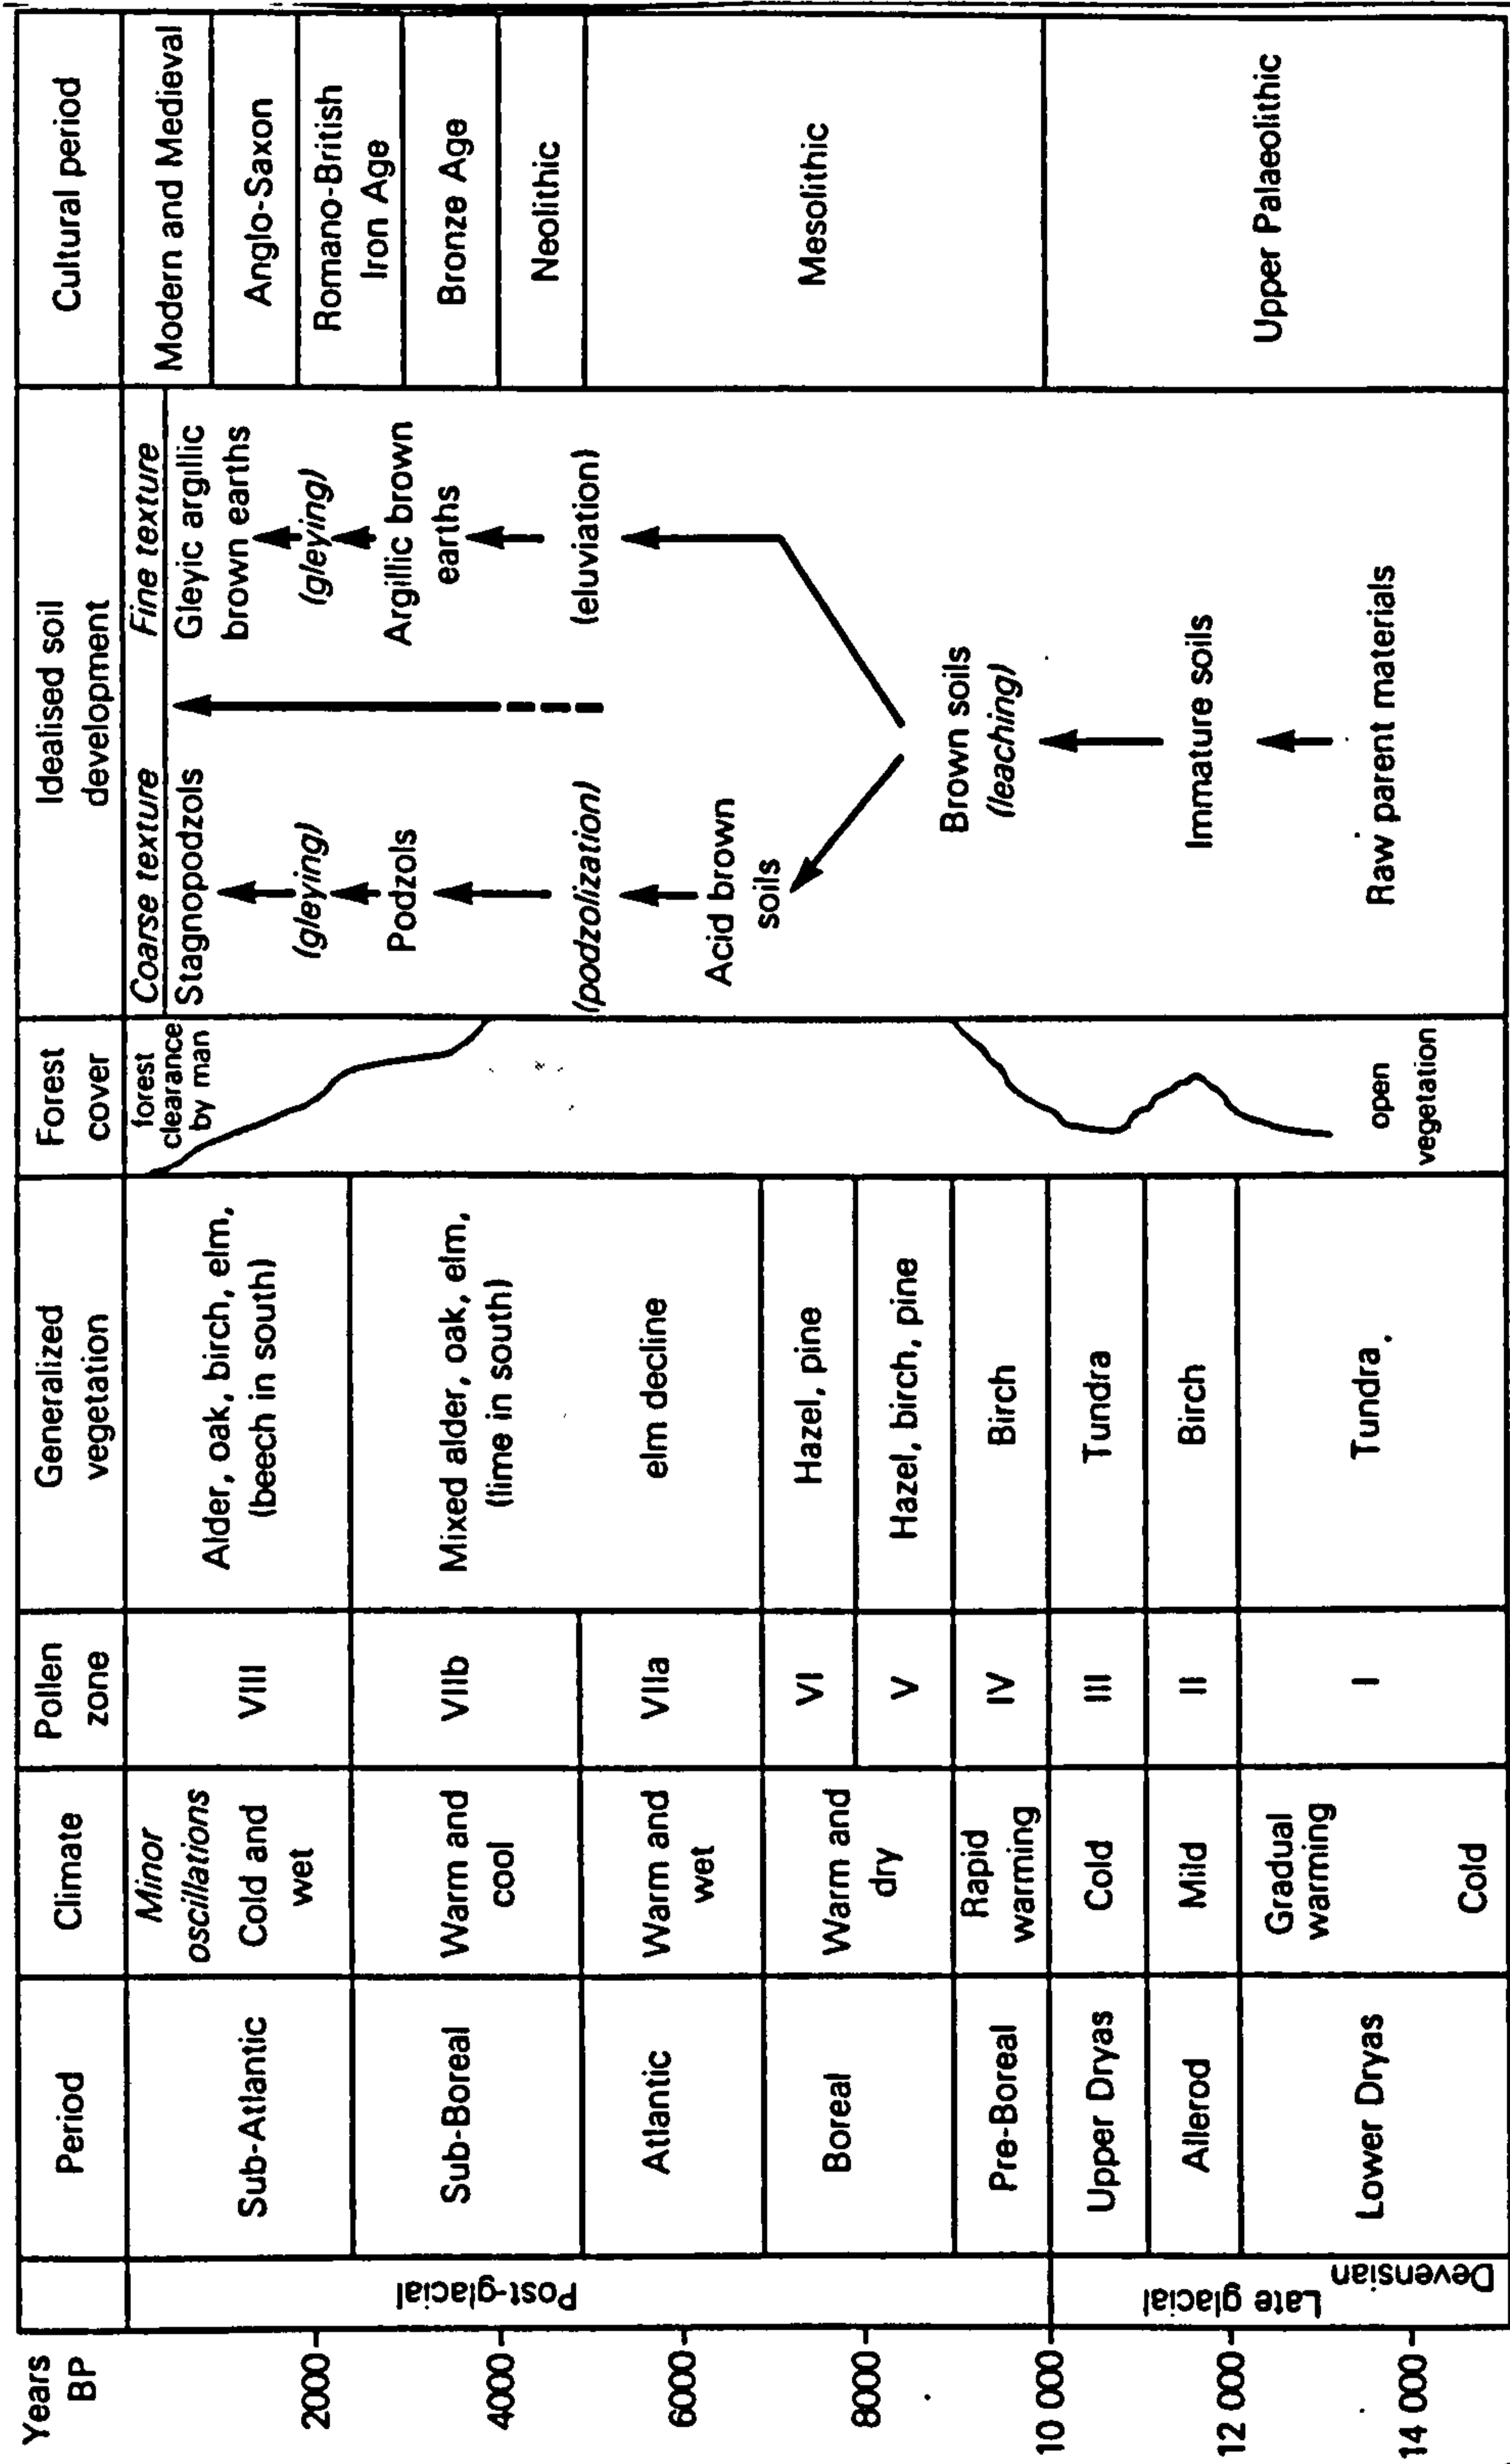 Years
BP
Period
Climate
Pollen
zone
Generalized
vegetation
Forest
cover
Idealised soil
development
Cultural period
2000
4000
6000
8000
10 000
12 000
14 000
Post-glacial
Late glacial
Devensian
Sub-Atlantic
Sub-Boreal
Atlantic
Boreal
Pre-Boreal
Upper Dryas
Allerod
Lower Dryas
Minor
oscillations
Cold and
wet
Warm and
cool
Warm and
wet
Warm and
dry
Rapid
warming
Cold
Mild
Gradual
warming
Cold
VIII
VIIb
VIIa
VI
V
IV
III
II
I
Alder, oak, birch, elm,
(beech in south)
Mixed alder, oak, elm,
(lime in south)
elm decline
Hazel, pine
Hazel, birch, pine
Birch
Tundra
Birch
Tundra
forest
clearance
by man
open
vegetation
Coarse texture
Fine texture
Stagnopodzols
(gleying)
Podzols
(podzolization)
Acid brown
soils
Gleyic argillic
brown earths
(gleying)
Argillic brown
earths
(eluviation)
Brown soils
(leaching)
Immature soils
Raw parent materials
Modern and Medieval
Anglo-Saxon
Romano-British
Iron Age
Bronze Age
Neolithic
Mesolithic
Upper Palaeolithic